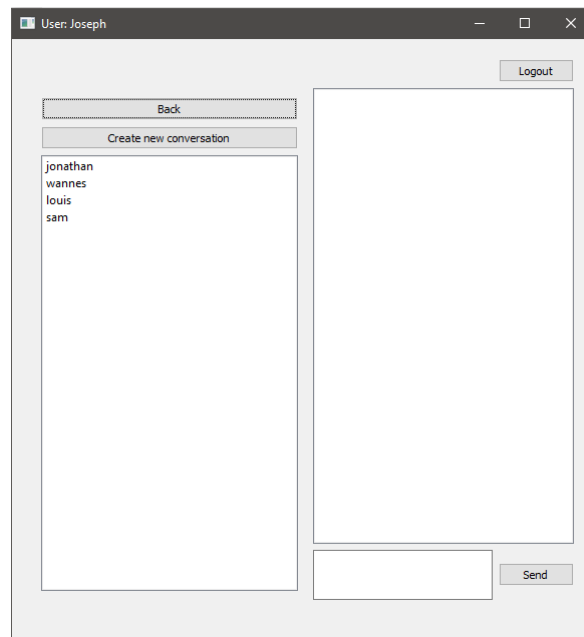 User: Joseph
Logout
Back
Create new conversation
jonathan
wannes
louis
sam
Send